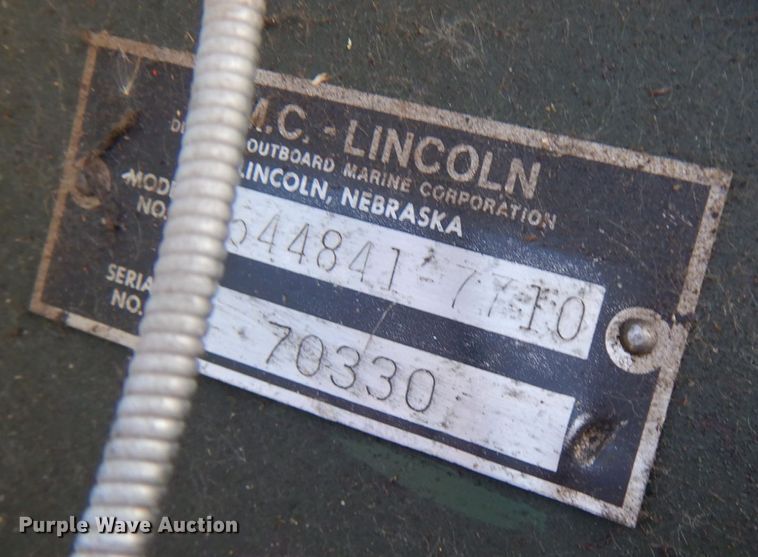 .M.C. - LINCOLN
OUTBOARD MARINE CORPORATION
LINCOLN, NEBRASKA
MODE
NO.
544841-7710
SERIA
NO.
70330
Purple Wave Auction